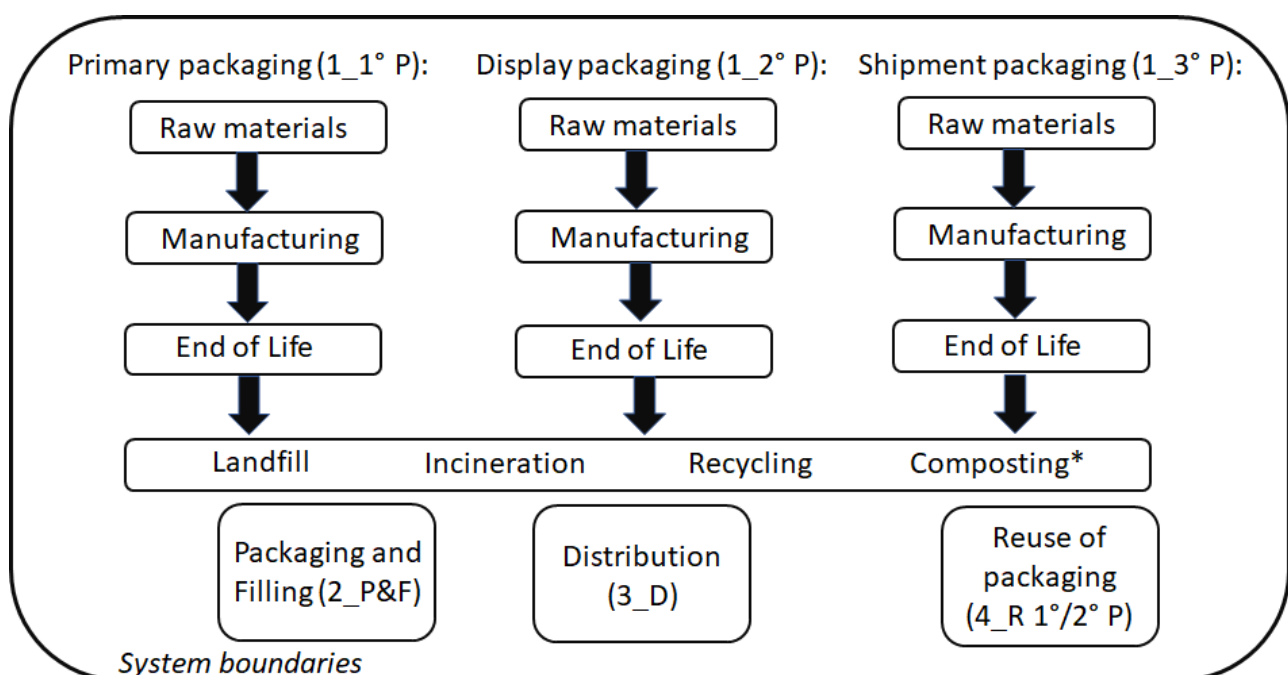 Primary packaging (1_1° P):
Display packaging (1_2° P):
Shipment packaging (1_3° P):
Raw materials
Raw materials
Raw materials
Manufacturing
Manufacturing
Manufacturing
End of Life
End of Life
End of Life
Landfill
Incineration
Recycling
Composting*
Packaging and
Filling (2_P&F)
Distribution
(3_D)
Reuse of
packaging
(4_R 1°/2° P)
System boundaries